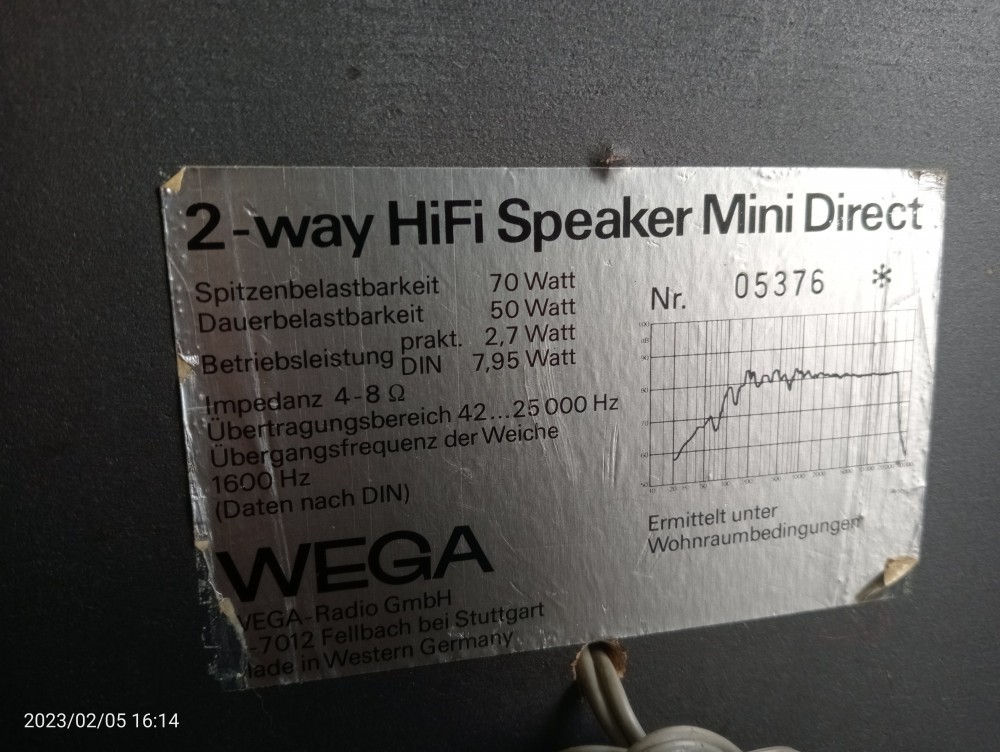 2-way HiFi Speaker Mini Direct
Spitzenbelastbarkeit 70 Watt
Dauerbelastbarkeit 50 Watt
Betriebsleistung prakt. 2,7 Watt
DIN 7,95 Watt
Impedanz 4-8 Ω
Übertragungsbereich 42...25 000 Hz
Übergangsfrequenz der Weiche
1600 Hz
(Daten nach DIN)
WEGA
WEGA-Radio GmbH
-7012 Fellbach bei Stuttgart
ade in Western Germany
Nr. 05376 *
Ermittelt unter
Wohnraumbedingungen
2023/02/05 16:14